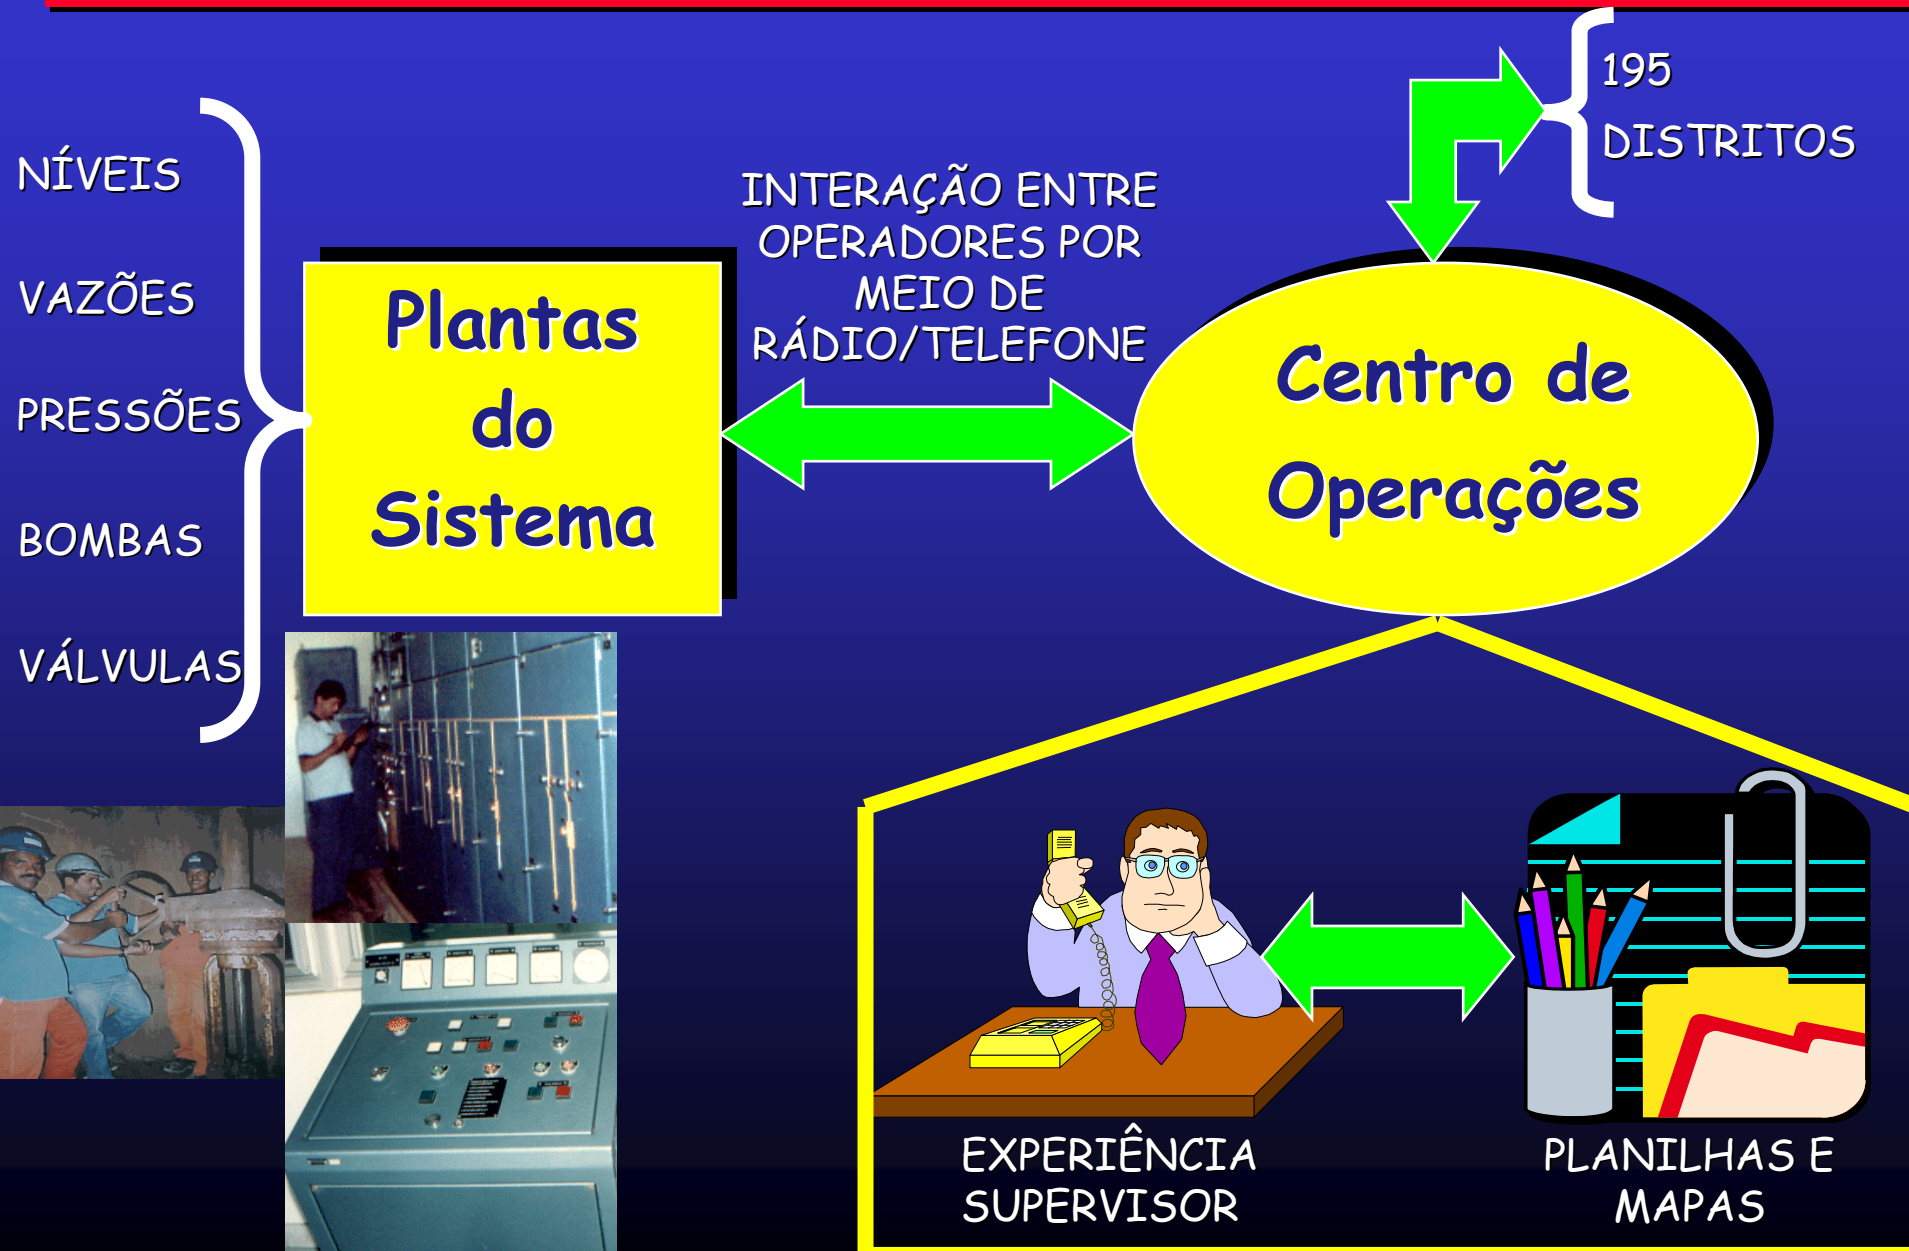 195
DISTRITOS
NÍVEIS
VAZÕES
PRESSÕES
BOMBAS
VÁLVULAS
Plantas
do
Sistema
INTERAÇÃO ENTRE
OPERADORES POR
MEIO DE
RÁDIO/TELEFONE
Centro de
Operações
EXPERIÊNCIA
SUPERVISOR
PLANILHAS E
MAPAS